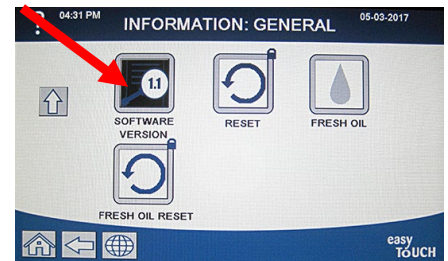 ?
04:31 PM
INFORMATION: GENERAL
05-03-2017
1.1
SOFTWARE
VERSION
RESET
FRESH OIL
FRESH OIL RESET
easy
TOUCH